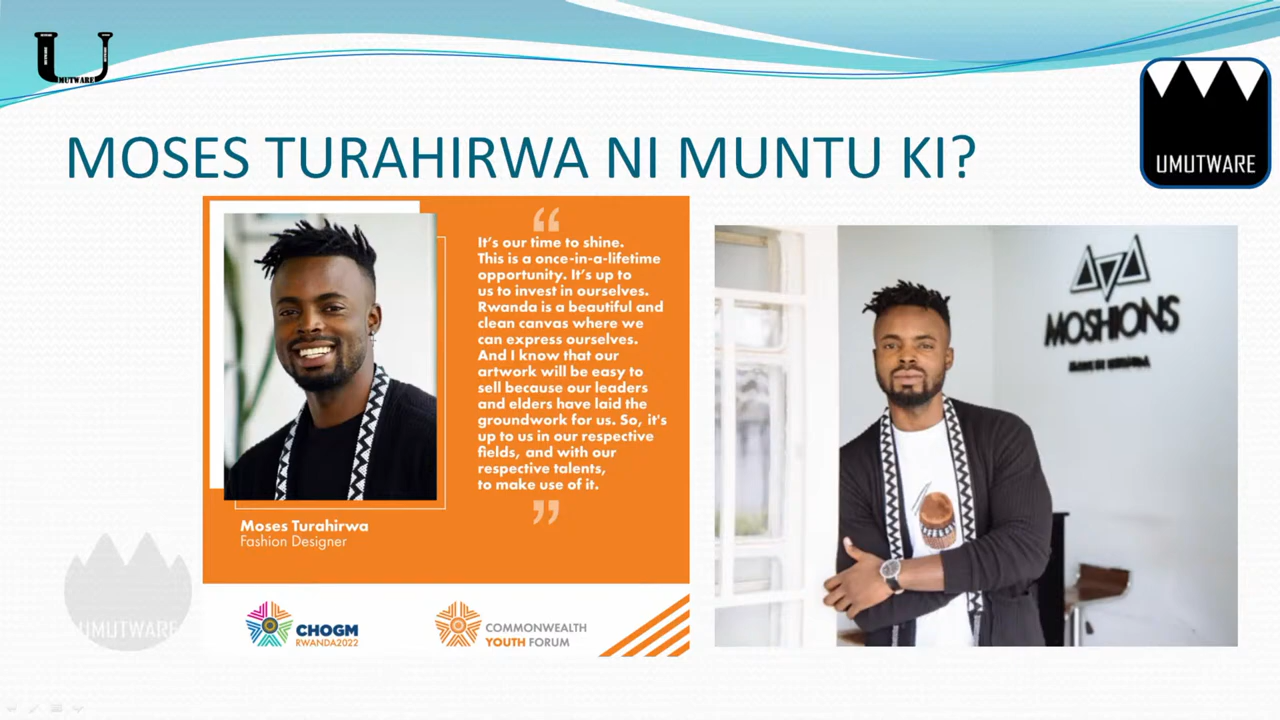 UMUTWARE
MOSES TURAHIRWA NI MUNTU KI?
UMUTWARE
“
It’s our time to shine.
This is a once-in-a-lifetime
opportunity. It’s up to
us to invest in ourselves.
Rwanda is a beautiful and
clean canvas where we
can express ourselves.
And I know that our
artwork will be easy to
sell because our leaders
and elders have laid the
groundwork for us. So, it's
up to us in our respective
fields, and with our
respective talents,
to make use of it.
”
Moses Turahirwa
Fashion Designer
CHOGM
RWANDA2022
COMMONWEALTH
YOUTH FORUM
MOSHIONS
UMUTWARE